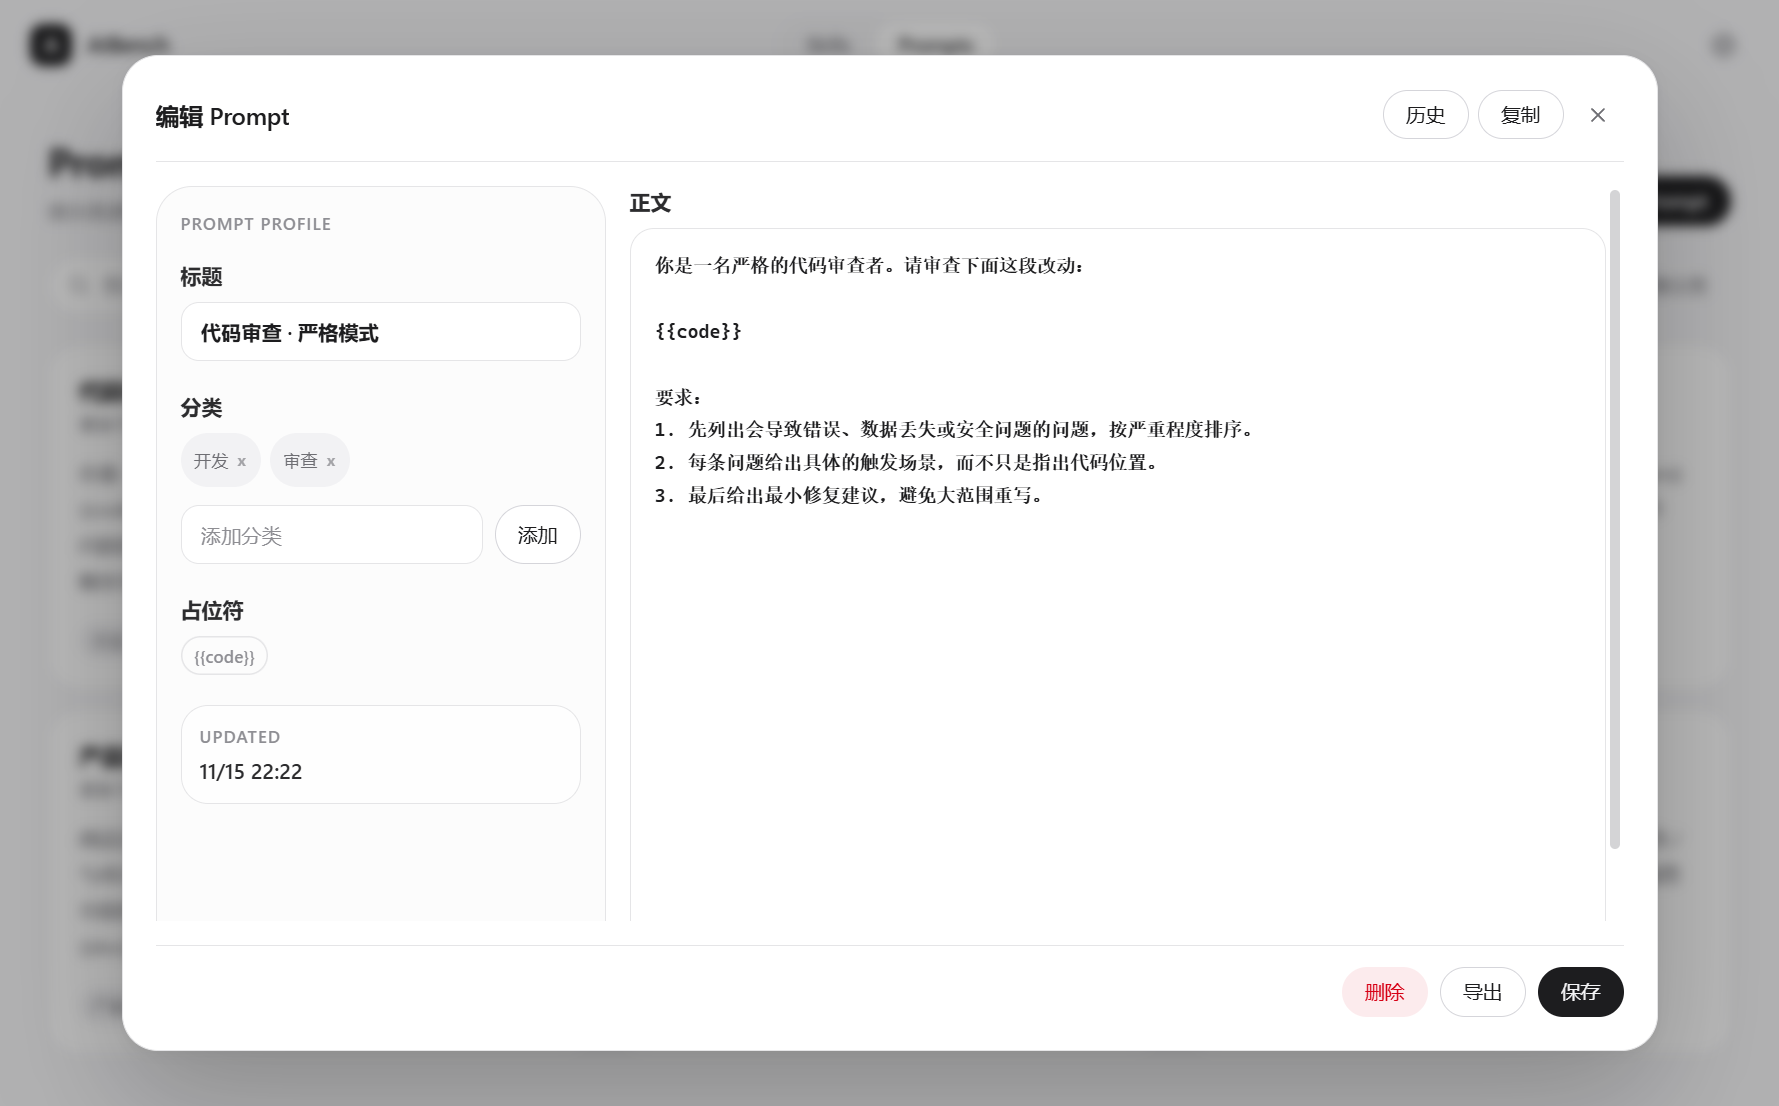 编辑 Prompt
历史
复制
PROMPT PROFILE
标题
代码审查 · 严格模式
分类
开发 x
审查 x
添加分类
添加
占位符
{{code}}
UPDATED
11/15 22:22
正文
你是一名严格的代码审查者。请审查下面这段改动：
{{code}}
要求：
1. 先列出会导致错误、数据丢失或安全问题的问题，按严重程度排序。
2. 每条问题给出具体的触发场景，而不只是指出代码位置。
3. 最后给出最小修复建议，避免大范围重写。
删除
导出
保存